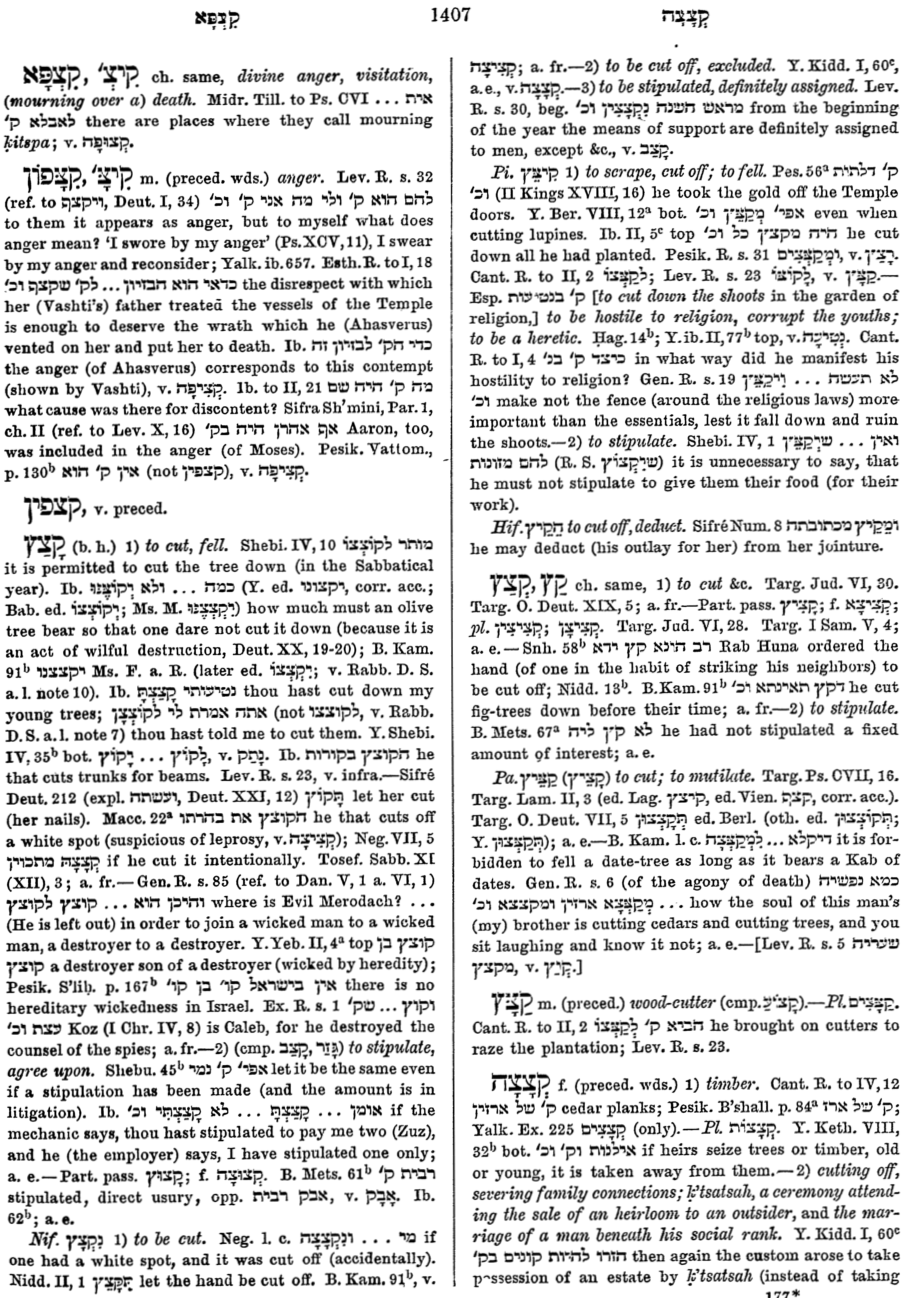 קִצְפָּא 1407 קְצָצָה
קִיצְ', קִצְפָּא ch. same, divine anger, visitation,
(mourning over a) death. Midr. Till. to Ps. CVI ... אית
לאבלא ק' there are places where they call mourning
ḳitspa; v. קְצוּפָּה.
קִיצְ', קִצָּפוֹן m. (preced. wds.) anger. Lev. R. s. 32
(ref. to ויקצף, Deut. I, 34) להם הוא ק' ולי מה אני ק' וכ'
to them it appears as anger, but to myself what does
anger mean? ‘I swore by my anger’ (Ps. XCV, 11), I swear
by my anger and reconsider; Yalk. ib. 657. Esth. R. to I, 18
כדאי הוא הבזיון ... לק' שקצף וכ' the disrespect with which
her (Vashti's) father treated the vessels of the Temple
is enough to deserve the wrath which he (Ahasverus)
vented on her and put her to death. Ib. כדי הק' לבזיון זה
the anger (of Ahasverus) corresponds to this contempt
(shown by Vashti), v. קְצִיפָה. Ib. to II, 21 מה ק' היה שם
what cause was there for discontent? Sifra Sh'mini, Par. 1,
ch. II (ref. to Lev. X, 16) אף אהרון היה בק' Aaron, too,
was included in the anger (of Moses). Pesik. Vattom.,
p. 130b אין ק' הוא (not קצפין), v. קְצִיפָה.
קצפין, v. preced.
קָצַץ (b. h.) 1) to cut, fell. Shebi. IV, 10 מותר לקוֹצְצוֹ
it is permitted to cut the tree down (in the Sabbatical
year). Ib. כמה ... ולא יְקוֹצֶנּוּ (Y. ed. יקצונו, corr. acc.;
Bab. ed. יְקוֹצְצוֹ; Ms. M. יְקַצְּצֶנּוּ) how much must an olive
tree bear so that one dare not cut it down (because it is
an act of wilful destruction, Deut. XX, 19-20); B. Kam.
91b יקצצנו Ms. F. a. R. (later ed. יְקַצְצוֹ; v. Rabb. D. S.
a. l. note 10). Ib. נטיעותי קָצַצְתָּ thou hast cut down my
young trees; אתה אמרת לי לקוֹצְצָן (not לקוצצו, v. Rabb.
D. S. a. l. note 7) thou hast told me to cut them. Y. Shebi.
IV, 35b bot. יָקוֹץ ... לָקוֹץ, v. נָתַק. Ib. הקוצץ בקורות he
that cuts trunks for beams. Lev. R. s. 23, v. infra.—Sifré
Deut. 212 (expl. ועשתה, Deut. XXI, 12) תָּקוֹץ let her cut
(her nails). Macc. 22a הקוצץ את בהרתו he that cuts off
a white spot (suspicious of leprosy, v. קְצִיצָה); Neg. VII, 5
קְצָצָהּ מתכוין if he cut it intentionally. Tosef. Sabb. XI
(XII), 3; a. fr.—Gen. R. s. 85 (ref. to Dan. V, 1 a. VI, 1)
והיכן הוא ... קוצץ לקוצץ where is Evil Merodach? ...
(He is left out) in order to join a wicked man to a wicked
man, a destroyer to a destroyer. Y. Yeb. II, 4a top קוצץ בן
קוצץ a destroyer son of a destroyer (wicked by heredity);
Pesik. S'liḥ. p. 167b אין בישראל קו' בן קו' there is no
hereditary wickedness in Israel. Ex. R. s. 1 וקוץ ... שק'
עצת וכ' Koz (I Chr. IV, 8) is Caleb, for he destroyed the
counsel of the spies; a. fr.—2) (cmp. גָּזַר, קָצַב) to stipulate,
agree upon. Shebu. 45b אפי' ק' נמי let it be the same even
if a stipulation has been made (and the amount is in
litigation). Ib. אומן ... קָצַצְתָּ ... לא קָצַצְתִּי וכ' if the
mechanic says, thou hast stipulated to pay me two (Zuz),
and he (the employer) says, I have stipulated one only;
a. e.—Part. pass. קָצוּץ; f. קְצוּצָה. B. Mets. 61b רבית ק'
stipulated, direct usury, opp. אבק רבית, v. אָבָק. Ib.
62b; a. e.
Nif. נִקְצַץ 1) to be cut. Neg. l. c. מי ... ונִקְצְצָה if
one had a white spot, and it was cut off (accidentally).
Nidd. II, 1 תִּקָּצֵץ let the hand be cut off. B. Kam. 91b, v.
קְצִיצָה; a. fr.—2) to be cut off, excluded. Y. Kidd. I, 60c,
a. e., v. קְצָצָה.—3) to be stipulated, definitely assigned. Lev.
R. s. 30, beg. מראש השנה נִקְצָצִין וכ' from the beginning
of the year the means of support are definitely assigned
to men, except &c., v. קָצַב.
Pi. קִיצֵּץ 1) to scrape, cut off; to fell. Pes. 56a ק' דלתות
וכ' (II Kings XVIII, 16) he took the gold off the Temple
doors. Y. Ber. VIII, 12a bot. אפי' מְקַצֵּץ וכ' even when
cutting lupines. Ib. II, 5c top היה מקציץ כל וכ' he cut
down all he had planted. Pesik. R. s. 31 וּמְקַצְּצִים, v. רָצַץ.
Cant. R. to II, 2 לְקַצְּצוֹ; Lev. R. s. 23 לְקוֹצְצוֹ, v. קַצָּץ.—
Esp. ק' בנטיעות [to cut down the shoots in the garden of
religion,] to be hostile to religion, corrupt the youths;
to be a heretic. Ḥag. 14b; Y. ib. II, 77b top, v. נְטִיעָה. Cant.
R. to I, 4 כיצד ק' בנ' in what way did he manifest his
hostility to religion? Gen. R. s. 19 לא תעשה ... וִיקַצֵּץ
וכ' make not the fence (around the religious laws) more
important than the essentials, lest it fall down and ruin
the shoots.—2) to stipulate. Shebi. IV, 1 ואין ... שיְקַצֵּץ
להם מזונות (R. S. שיִקְצוֹץ) it is unnecessary to say, that
he must not stipulate to give them their food (for their
work).
Hif. הֵקִיץ to cut off, deduct. Sifré Num. 8 ומֵקִיץ מכתובתה
he may deduct (his outlay for her) from her jointure.
קַץ, קְצַץ ch. same, 1) to cut &c. Targ. Jud. VI, 30.
Targ. O. Deut. XIX, 5; a. fr.—Part. pass. קְצִיץ; f. קְצִיצָא;
pl. קְצִיצִין; קְצִיצָן. Targ. Jud. VI, 28. Targ. I Sam. V, 4;
a. e.—Snh. 58b רב הונא קץ ידא Rab Huna ordered the
hand (of one in the habit of striking his neighbors) to
be cut off; Nidd. 13b. B. Kam. 91b דקץ תאינתא וכ' he cut
fig-trees down before their time; a. fr.—2) to stipulate.
B. Mets. 67a לא קץ ליה he had not stipulated a fixed
amount of interest; a. e.
Pa. קַצֵּיץ (קַצֵּץ) to cut; to mutilate. Targ. Ps. CVII, 16.
Targ. Lam. II, 3 (ed. Lag. קיצץ, ed. Vien. קצף, corr. acc.).
Targ. O. Deut. VII, 5 תְּקַצְּצוּן ed. Berl. (oth. ed. תְּקוֹצְצוּן;
Y. תְּקַצְּצוּן); a. e.—B. Kam. l. c. דיקלא ... לְמִקְצְצֵהּ it is for-
bidden to fell a date-tree as long as it bears a Kab of
dates. Gen. R. s. 6 (of the agony of death) כמא נפשיה
... מְקַצְּצָא ארזין ומקצצא וכ' how the soul of this man's
(my) brother is cutting cedars and cutting trees, and you
sit laughing and know it not; a. e.—[Lev. R. s. 5 שעריה
מקצץ, v. קָוַץ.]
קַצָּץ m. (preced.) wood-cutter (cmp. קַצָּע).—Pl. קַצָּצִים.
Cant. R. to II, 2 הביא ק' לְקַצְּצוֹ he brought on cutters to
raze the plantation; Lev. R. s. 23.
קְצָצָה f. (preced. wds.) 1) timber. Cant. R. to IV, 12
ק' של ארזין cedar planks; Pesik. B'shall. p. 84a ק' של ארז;
Yalk. Ex. 225 קְצָצִים (only).—Pl. קְצָצוֹת. Y. Keth. VIII,
32b bot. אילנות וק' וכ' if heirs seize trees or timber, old
or young, it is taken away from them.—2) cutting off,
severing family connections; ḳ'tsatsah, a ceremony attend-
ing the sale of an heirloom to an outsider, and the mar-
riage of a man beneath his social rank. Y. Kidd. I, 60c
חזרו להיות קונים בק' then again the custom arose to take
possession of an estate by ḳ'tsatsah (instead of taking
177*